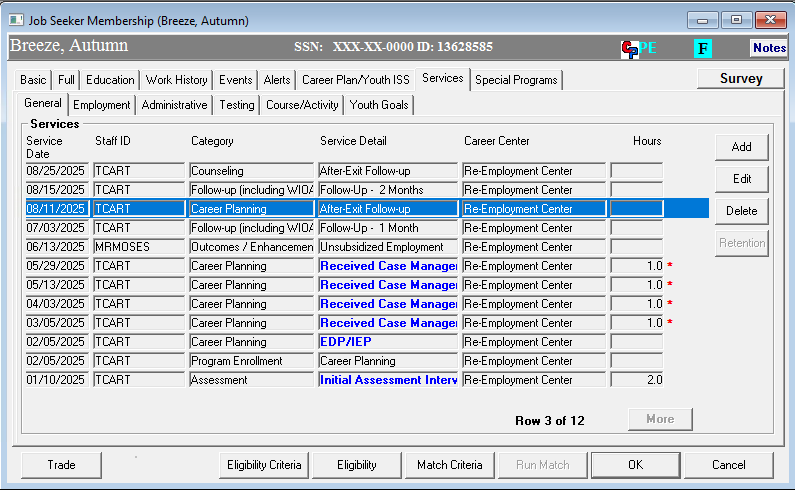 Job Seeker Membership (Breeze, Autumn)
Breeze, Autumn SSN: XXX-XX-0000 ID: 13628585 CP PE F Notes
Basic Full Education Work History Events Alerts Career Plan/Youth ISS Services Special Programs Survey
General Employment Administrative Testing Course/Activity Youth Goals
Services
Service Date Staff ID Category Service Detail Career Center Hours
08/25/2025 TCART Counseling After-Exit Follow-up Re-Employment Center
08/15/2025 TCART Follow-up (including WIOA Follow-Up - 2 Months Re-Employment Center
08/11/2025 TCART Career Planning After-Exit Follow-up Re-Employment Center
07/03/2025 TCART Follow-up (including WIOA Follow-Up - 1 Month Re-Employment Center
06/13/2025 MRMOSES Outcomes / Enhancemen Unsubsidized Employment Re-Employment Center
05/29/2025 TCART Career Planning Received Case Manager Re-Employment Center 1.0 *
05/13/2025 TCART Career Planning Received Case Manager Re-Employment Center 1.0 *
04/03/2025 TCART Career Planning Received Case Manager Re-Employment Center 1.0 *
03/05/2025 TCART Career Planning Received Case Manager Re-Employment Center 1.0 *
02/05/2025 TCART Career Planning EDP/IEP Re-Employment Center
02/05/2025 TCART Program Enrollment Career Planning Re-Employment Center
01/10/2025 TCART Assessment Initial Assessment Interv Re-Employment Center 2.0
Add
Edit
Delete
Retention
Row 3 of 12 More
Trade Eligibility Criteria Eligibility Match Criteria Run Match OK Cancel